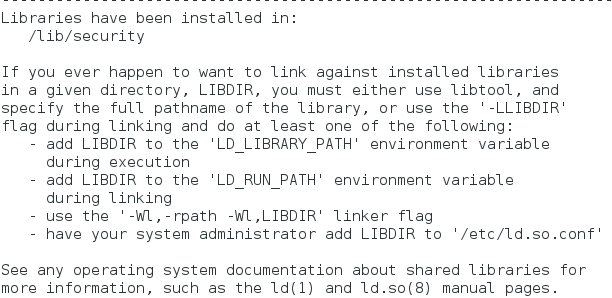 ----------------------------------------------------------------------
Libraries have been installed in:
   /lib/security

If you ever happen to want to link against installed libraries
in a given directory, LIBDIR, you must either use libtool, and
specify the full pathname of the library, or use the '-LLIBDIR'
flag during linking and do at least one of the following:
   - add LIBDIR to the 'LD_LIBRARY_PATH' environment variable
     during execution
   - add LIBDIR to the 'LD_RUN_PATH' environment variable
     during linking
   - use the '-Wl,-rpath -Wl,LIBDIR' linker flag
   - have your system administrator add LIBDIR to '/etc/ld.so.conf'

See any operating system documentation about shared libraries for
more information, such as the ld(1) and ld.so(8) manual pages.